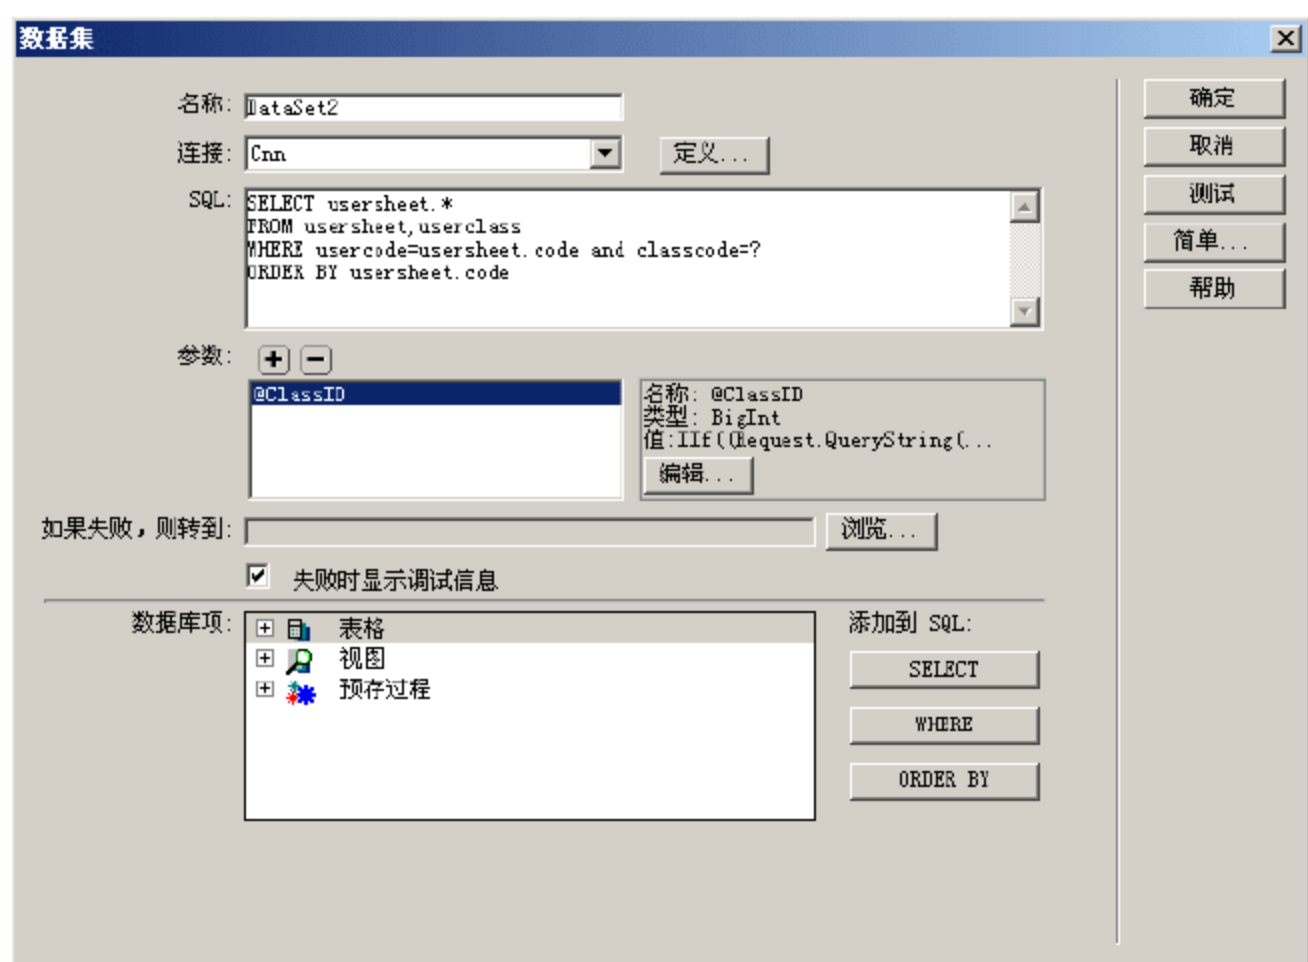 数据集
名称: DataSet2
连接: Cnn 定义...
SQL: SELECT usersheet.*
FROM usersheet,userclass
WHERE usercode=usersheet.code and classcode=?
ORDER BY usersheet.code
参数:
@ClassID
名称: @ClassID
类型: BigInt
值:IIf((Request.QueryString(...
编辑...
如果失败，则转到: 浏览...
失败时显示调试信息
数据库项:
表格
视图
预存过程
添加到 SQL:
SELECT
WHERE
ORDER BY
确定
取消
测试
简单...
帮助